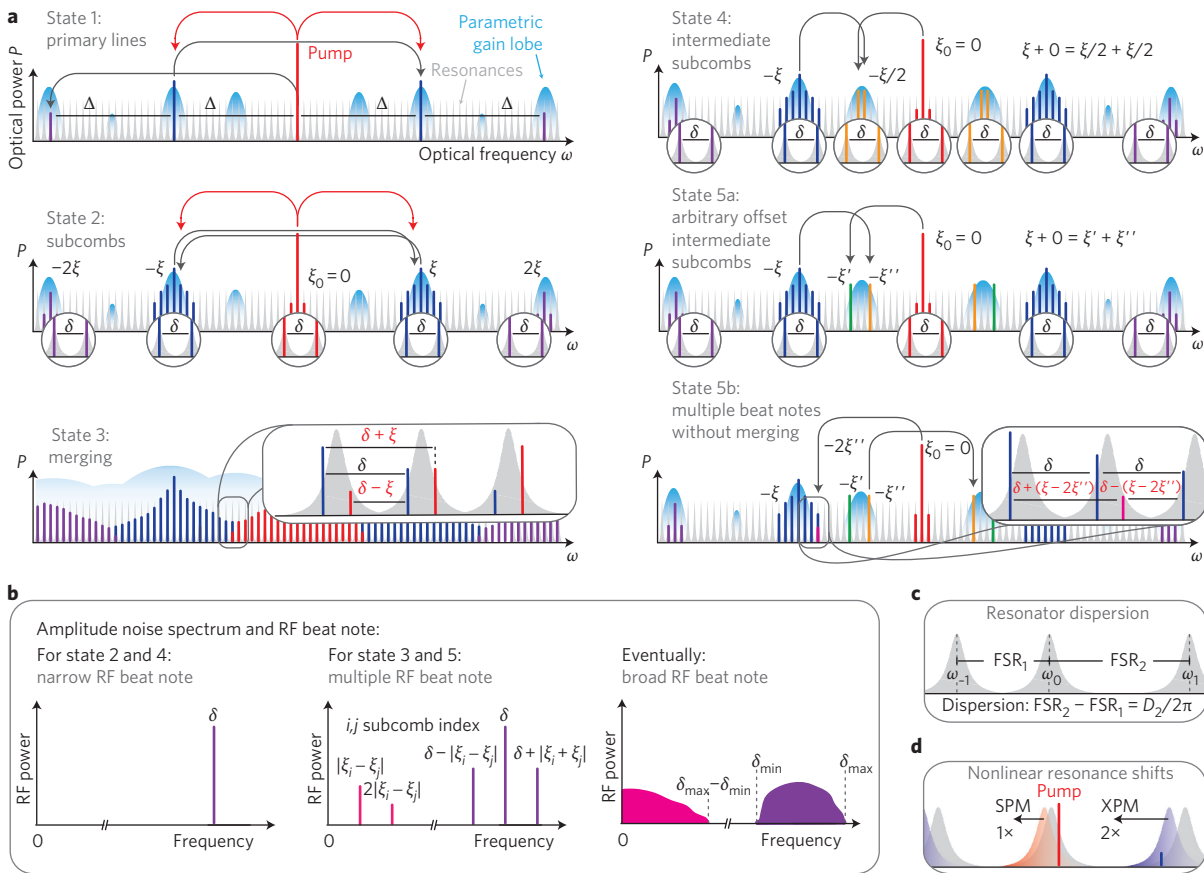 a
State 1:
primary lines
Optical power P
Pump
Parametric
gain lobe
Resonances
Δ Δ Δ Δ
Optical frequency ω
State 2:
subcombs
P
−2ξ −ξ ξ₀ = 0 ξ 2ξ
δ δ δ δ δ
ω
State 3:
merging
P
δ + ξ
δ
δ − ξ
ω
State 4:
intermediate
subcombs
P
−ξ −ξ/2 ξ₀ = 0 ξ + 0 = ξ/2 + ξ/2
δ δ δ δ δ δ δ
ω
State 5a:
arbitrary offset
intermediate
subcombs
P
−ξ −ξ′ −ξ′′ ξ₀ = 0 ξ + 0 = ξ′ + ξ′′
δ δ δ δ δ
ω
State 5b:
multiple beat notes
without merging
P
−ξ −2ξ′′ −ξ′ −ξ′′ ξ₀ = 0
δ δ
δ + (ξ − 2ξ′′) δ − (ξ − 2ξ′′)
ω
b
Amplitude noise spectrum and RF beat note:
For state 2 and 4:
narrow RF beat note
RF power
δ
0 Frequency
For state 3 and 5:
multiple RF beat note
RF power
i,j subcomb index
|ξᵢ − ξⱼ|
2|ξᵢ − ξⱼ|
δ − |ξᵢ − ξⱼ|
δ
δ + |ξᵢ + ξⱼ|
0 Frequency
Eventually:
broad RF beat note
RF power
δmax − δmin
δmin
δmax
0 Frequency
c
Resonator dispersion
FSR₁ FSR₂
ω₋₁ ω₀ ω₁
Dispersion: FSR₂ − FSR₁ = D₂/2π
d
Nonlinear resonance shifts
Pump
SPM XPM
1× 2×